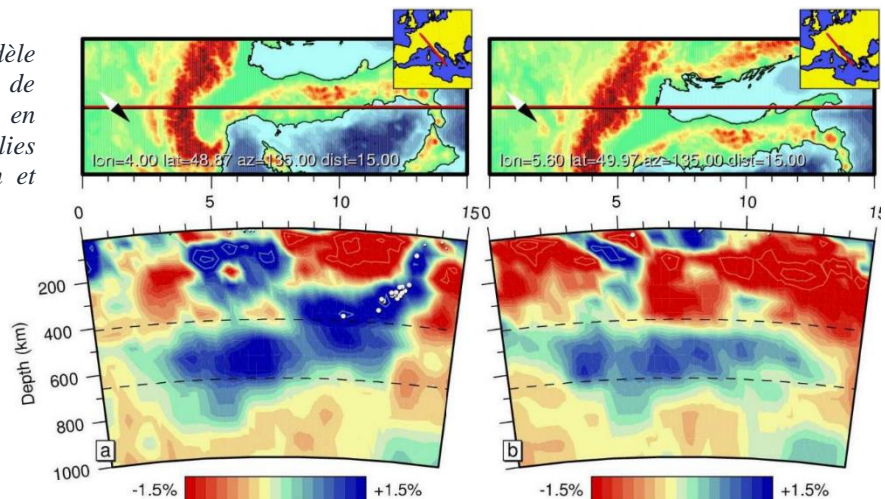 dèle
de
en
lies
n et
lon=4.00 lat=48.87 az=135.00 dist=15.00
lon=5.60 lat=49.97 az=135.00 dist=15.00
0 5 10 15
0 5 10 15
Depth (km)
200
400
600
800
1000
a
b
-1.5% +1.5%
-1.5% +1.5%